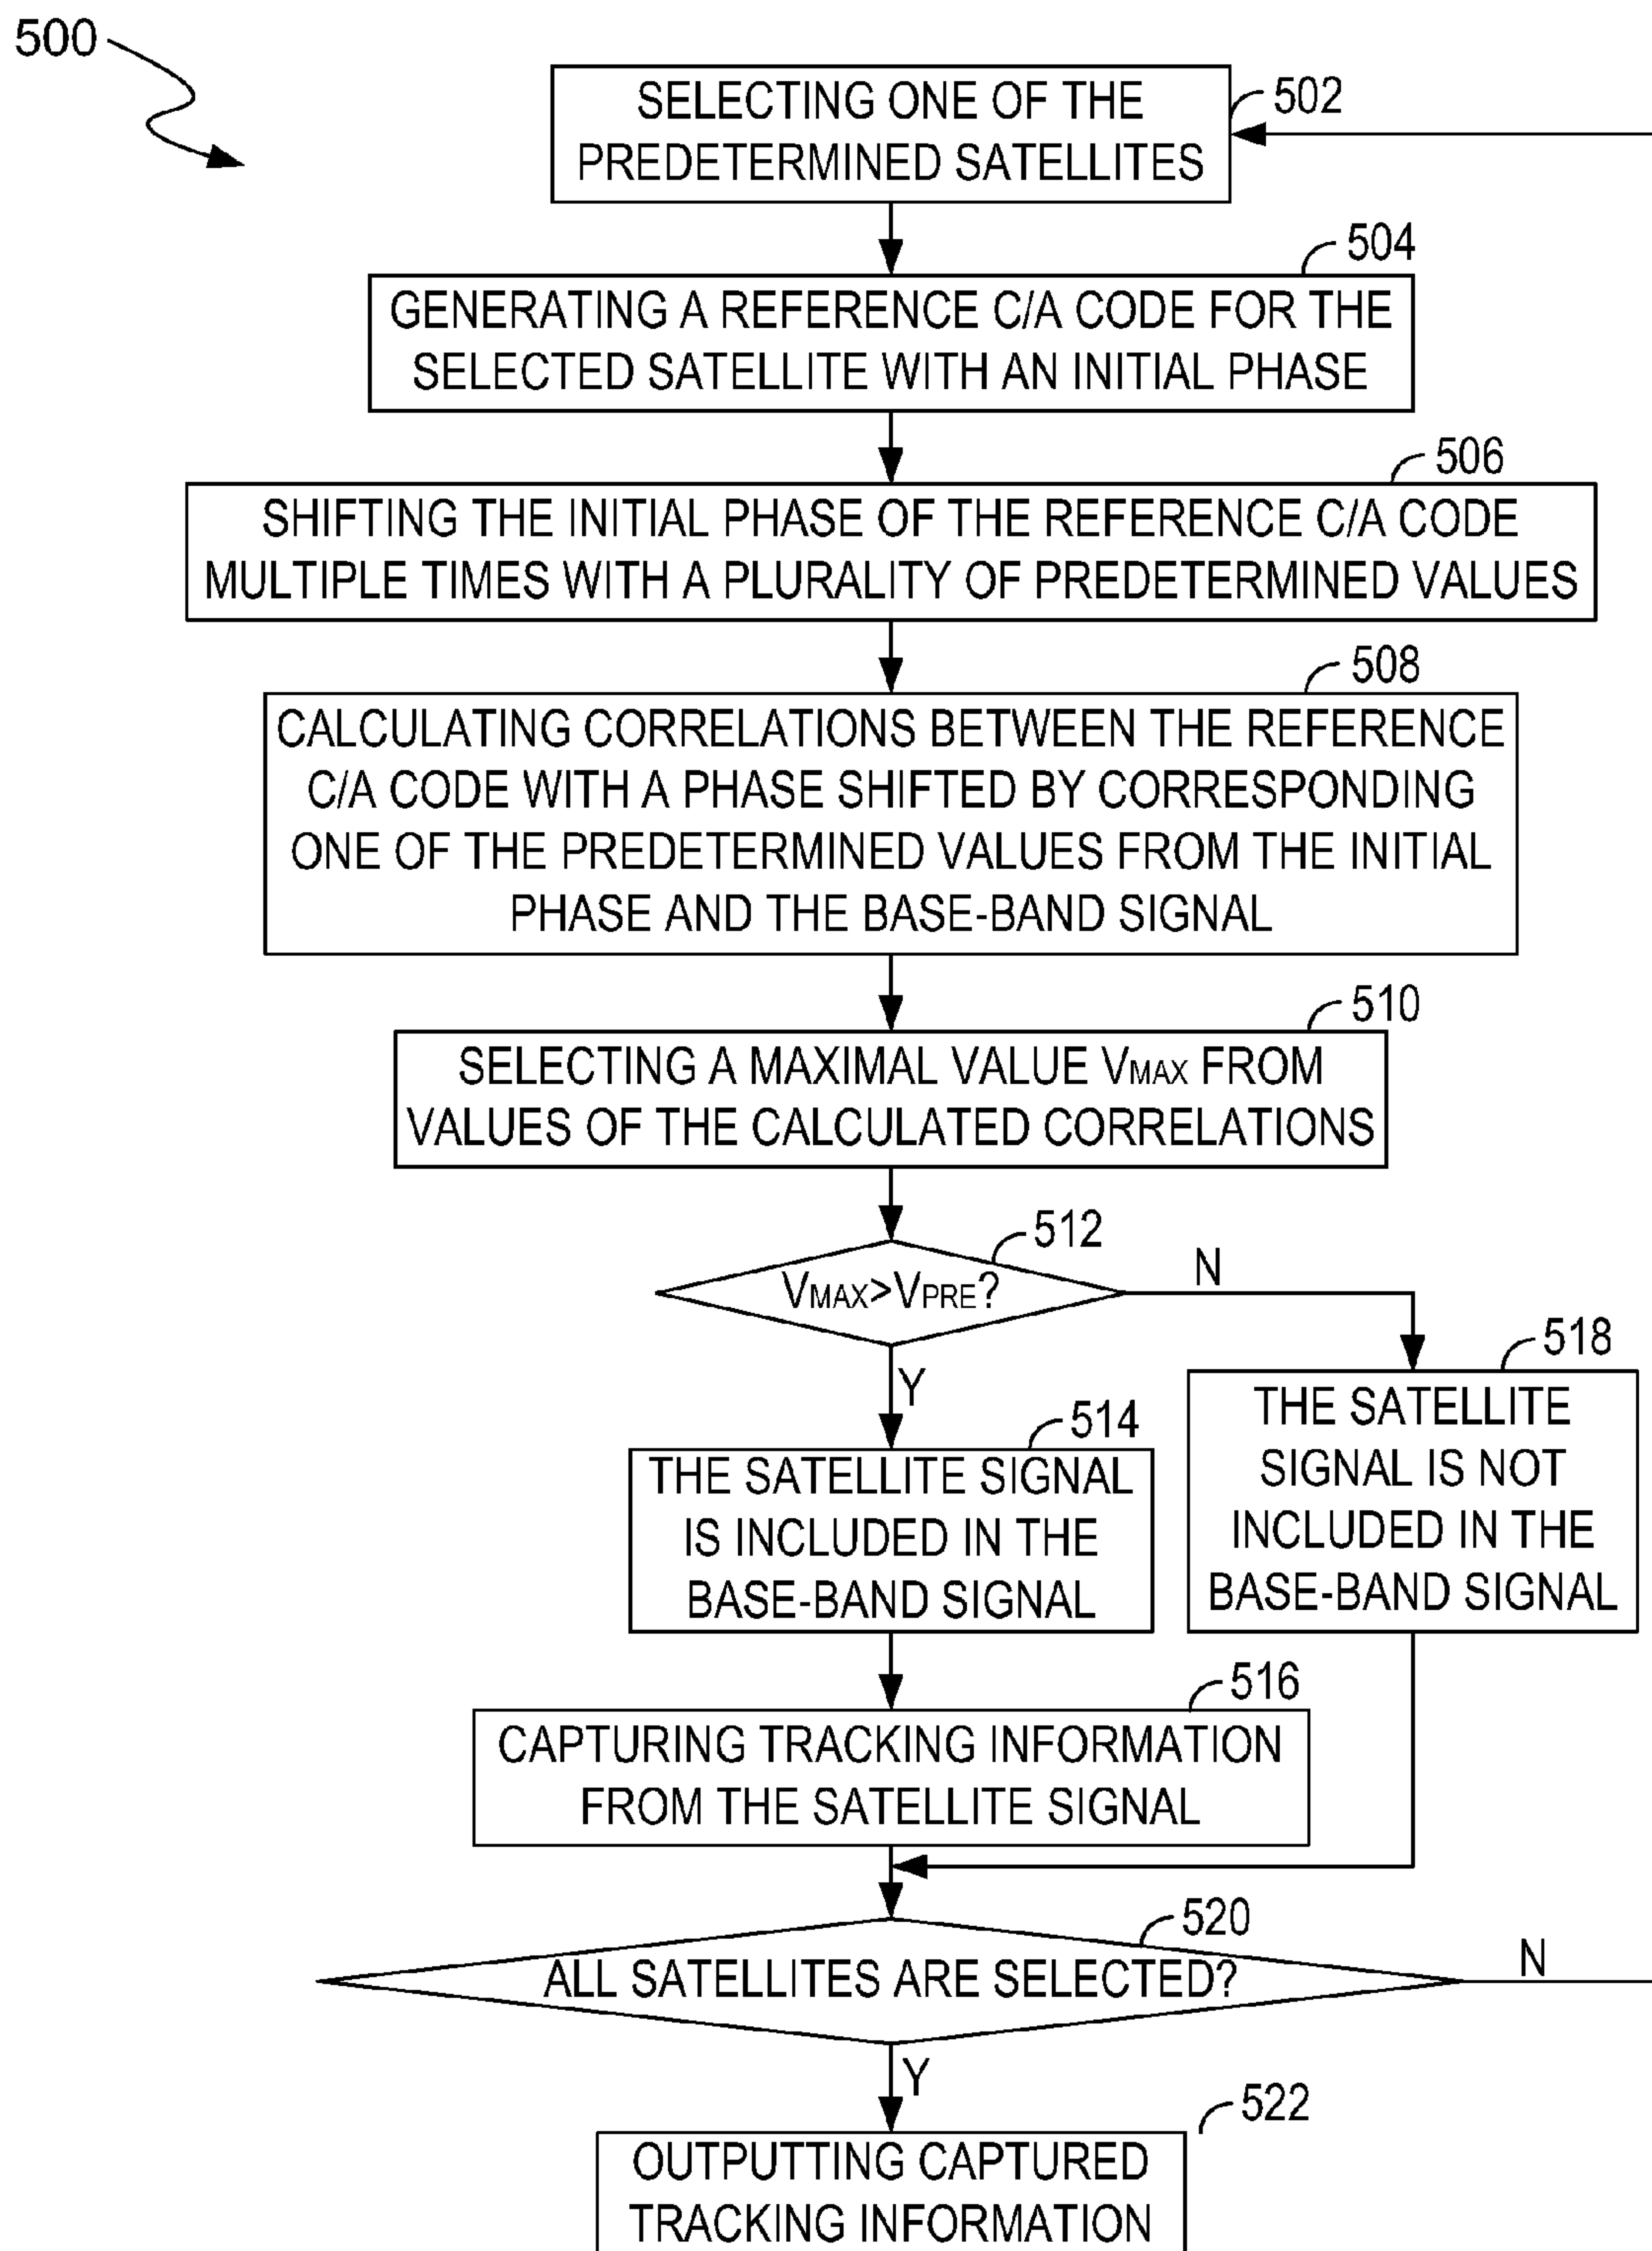 500
SELECTING ONE OF THE
PREDETERMINED SATELLITES
502
504
GENERATING A REFERENCE C/A CODE FOR THE
SELECTED SATELLITE WITH AN INITIAL PHASE
506
SHIFTING THE INITIAL PHASE OF THE REFERENCE C/A CODE
MULTIPLE TIMES WITH A PLURALITY OF PREDETERMINED VALUES
508
CALCULATING CORRELATIONS BETWEEN THE REFERENCE
C/A CODE WITH A PHASE SHIFTED BY CORRESPONDING
ONE OF THE PREDETERMINED VALUES FROM THE INITIAL
PHASE AND THE BASE-BAND SIGNAL
510
SELECTING A MAXIMAL VALUE VMAX FROM
VALUES OF THE CALCULATED CORRELATIONS
512
VMAX>VPRE?
N
Y
514
THE SATELLITE SIGNAL
IS INCLUDED IN THE
BASE-BAND SIGNAL
518
THE SATELLITE
SIGNAL IS NOT
INCLUDED IN THE
BASE-BAND SIGNAL
516
CAPTURING TRACKING INFORMATION
FROM THE SATELLITE SIGNAL
520
ALL SATELLITES ARE SELECTED?
N
Y
522
OUTPUTTING CAPTURED
TRACKING INFORMATION